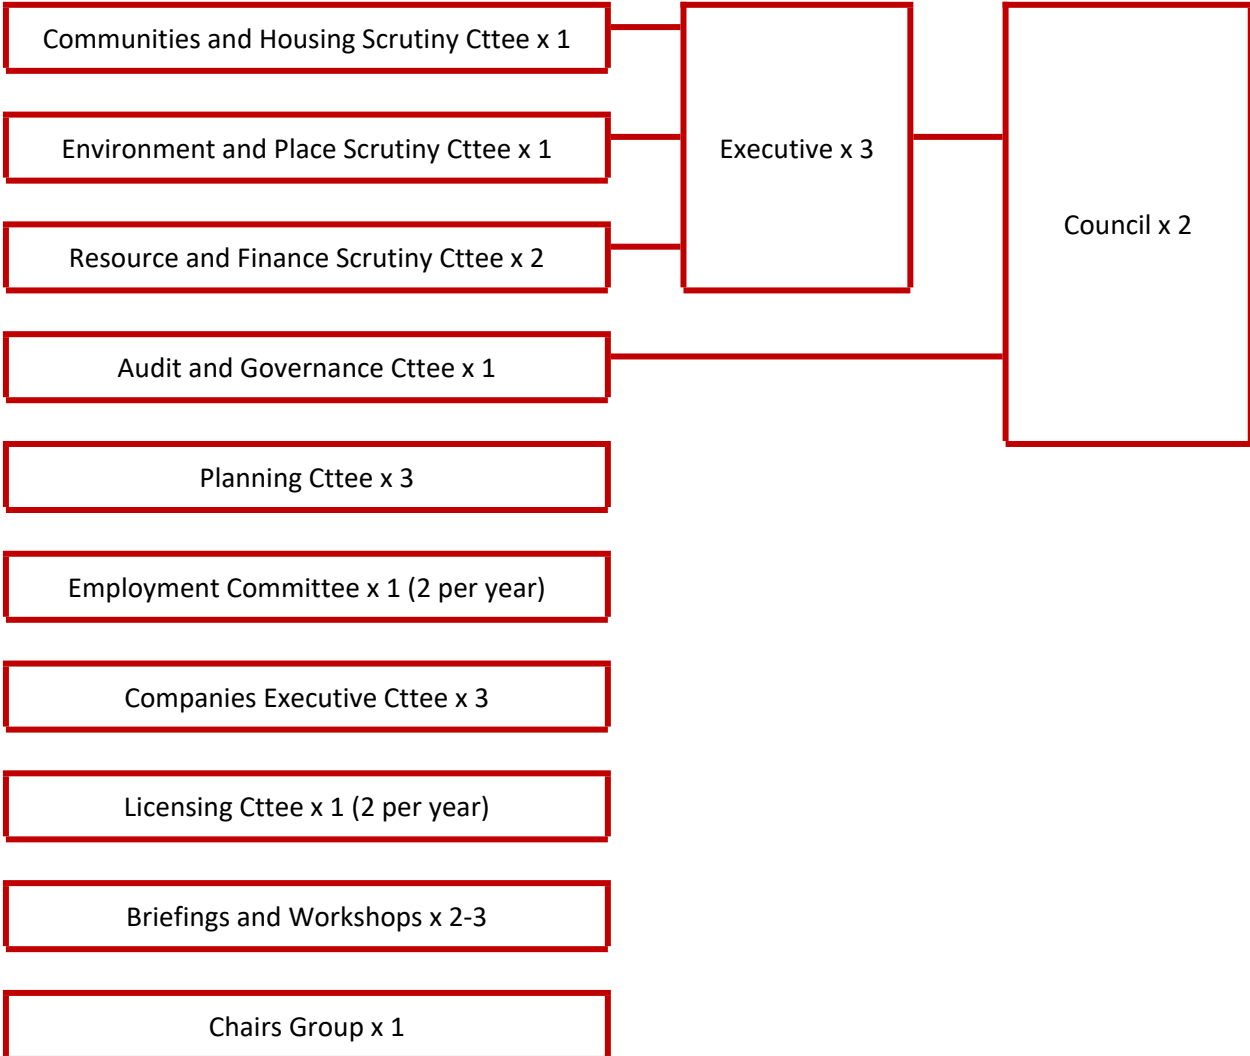 Communities and Housing Scrutiny Cttee x 1
Environment and Place Scrutiny Cttee x 1
Executive x 3
Council x 2
Resource and Finance Scrutiny Cttee x 2
Audit and Governance Cttee x 1
Planning Cttee x 3
Employment Committee x 1 (2 per year)
Companies Executive Cttee x 3
Licensing Cttee x 1 (2 per year)
Briefings and Workshops x 2-3
Chairs Group x 1